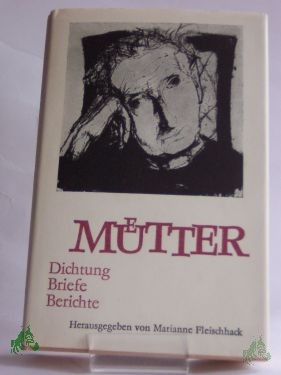 MÜTTER
Dichtung
Briefe
Berichte
Herausgegeben von Marianne Fleischhack